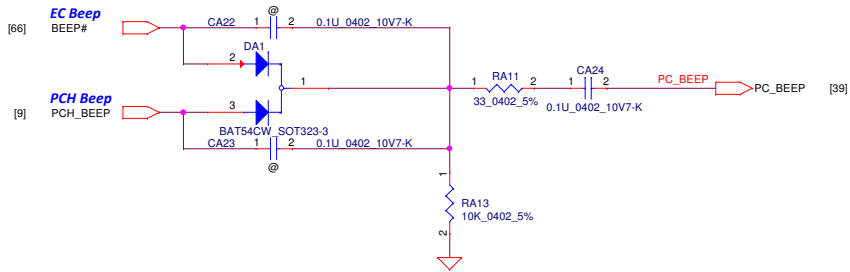 EC Beep
@
[66] BEEP# CA22 1 2 0.1U_0402_10V7-K
DA1
2
1
1 RA11 2
CA24
1 2
PC_BEEP
PC_BEEP [39]
33_0402_5%
0.1U_0402_10V7-K
PCH Beep
[9] PCH_BEEP
3
BAT54CW_SOT323-3
CA23 1 2 0.1U_0402_10V7-K
@
1
RA13
10K_0402_5%
2